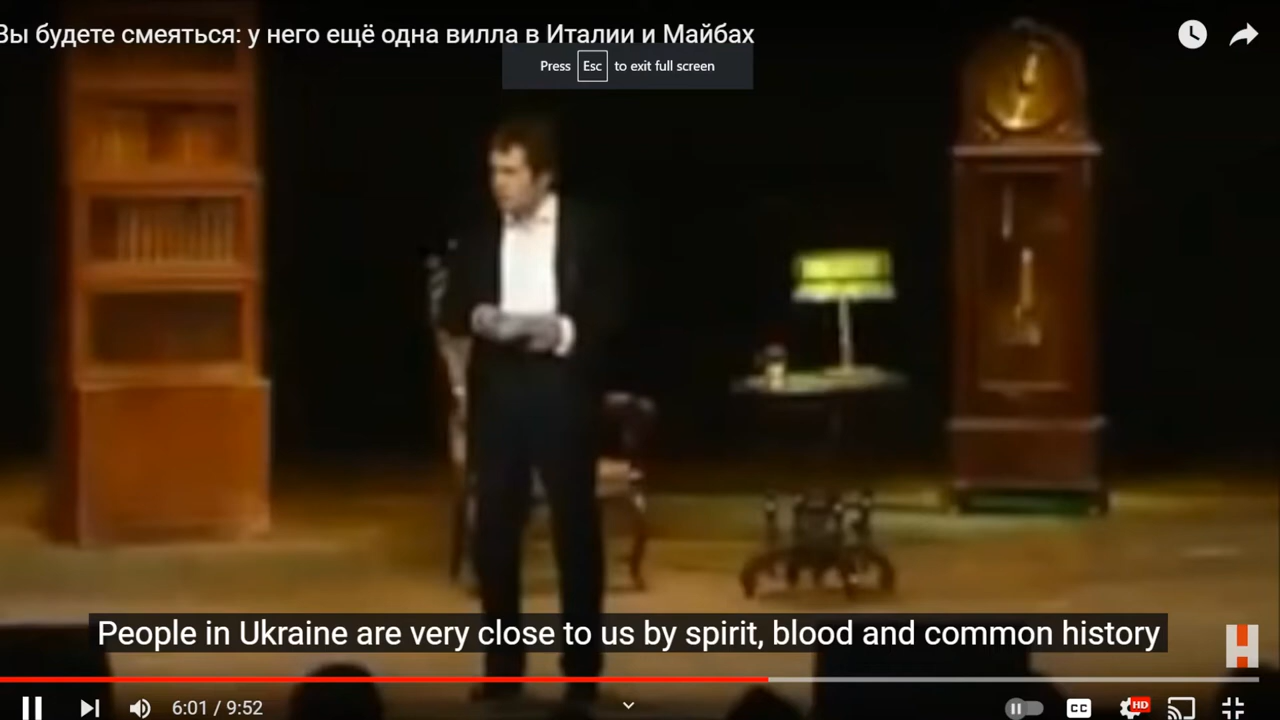 Вы будете смеяться: у него ещё одна вилла в Италии и Майбах
Press Esc to exit full screen
People in Ukraine are very close to us by spirit, blood and common history
6:01 / 9:52
CC
HD